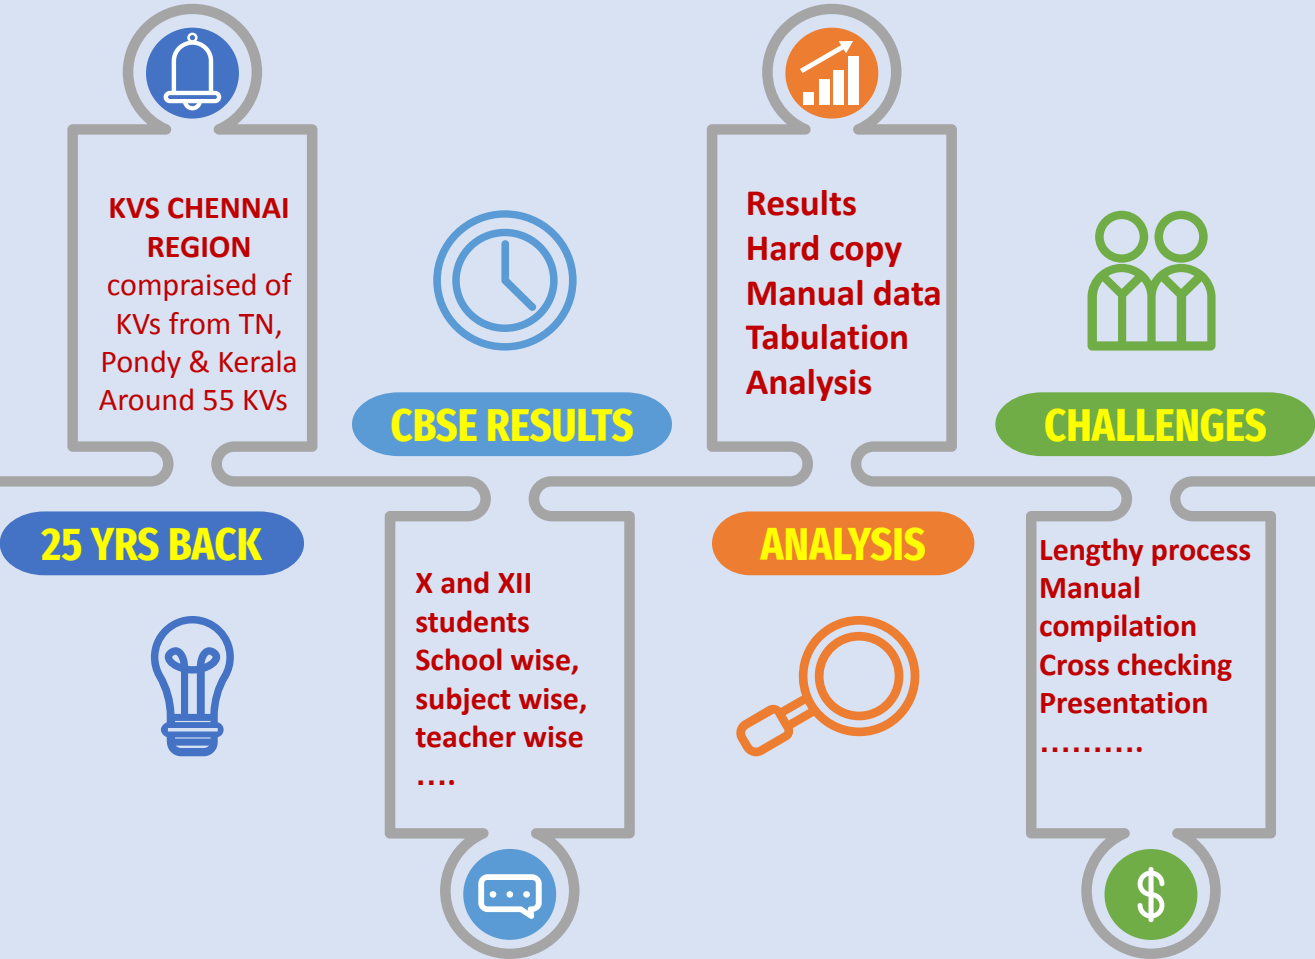 KVS CHENNAI
REGION
compraised of
KVs from TN,
Pondy & Kerala
Around 55 KVs
25 YRS BACK
CBSE RESULTS
X and XII
students
School wise,
subject wise,
teacher wise
....
Results
Hard copy
Manual data
Tabulation
Analysis
ANALYSIS
CHALLENGES
Lengthy process
Manual
compilation
Cross checking
Presentation
..........
$